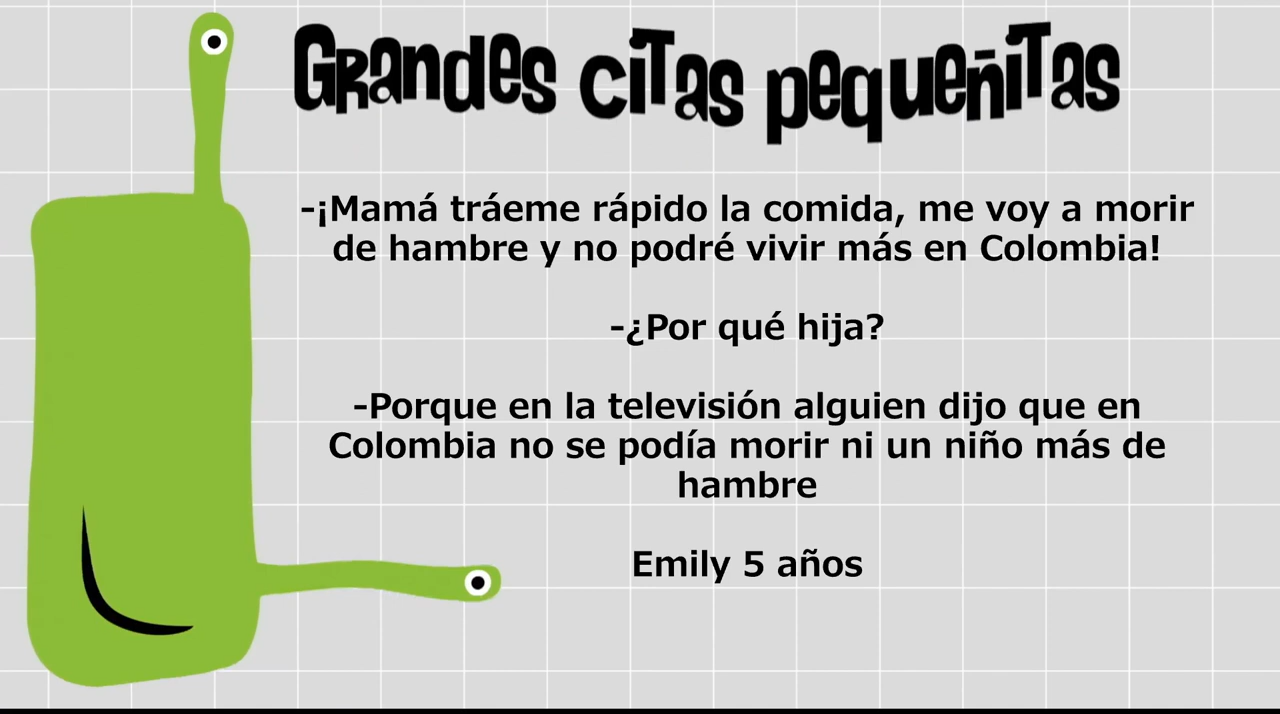 Grandes citas pequeñitas
-¡Mamá tráeme rápido la comida, me voy a morir
de hambre y no podré vivir más en Colombia!
-¿Por qué hija?
-Porque en la televisión alguien dijo que en
Colombia no se podía morir ni un niño más de
hambre
Emily 5 años